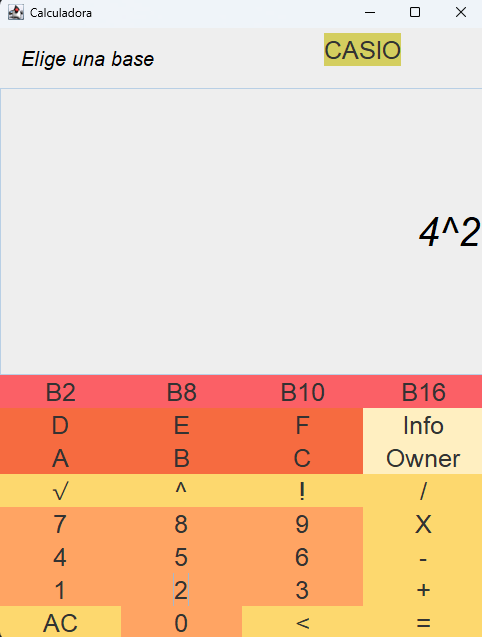 Calculadora
Elige una base CASIO
4^2
B2 B8 B10 B16
D E F Info
A B C Owner
√ ^ ! /
7 8 9 X
4 5 6 -
1 2 3 +
AC 0 < =